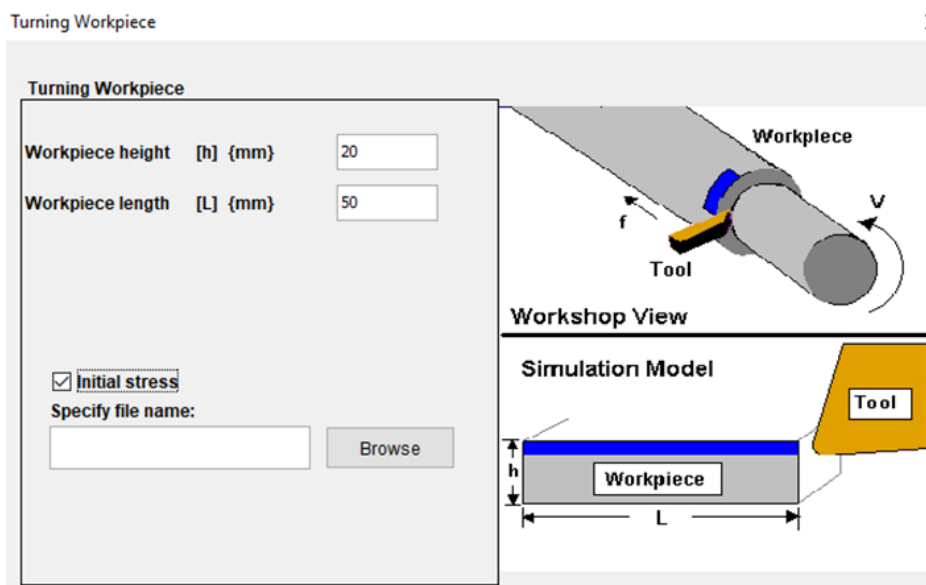 Turning Workpiece
Turning Workpiece
Workpiece height [h] {mm} 20
Workpiece length [L] {mm} 50
Initial stress
Specify file name:
Browse
Workpiece
V
f
Tool
Workshop View
Simulation Model
Tool
h
Workpiece
L